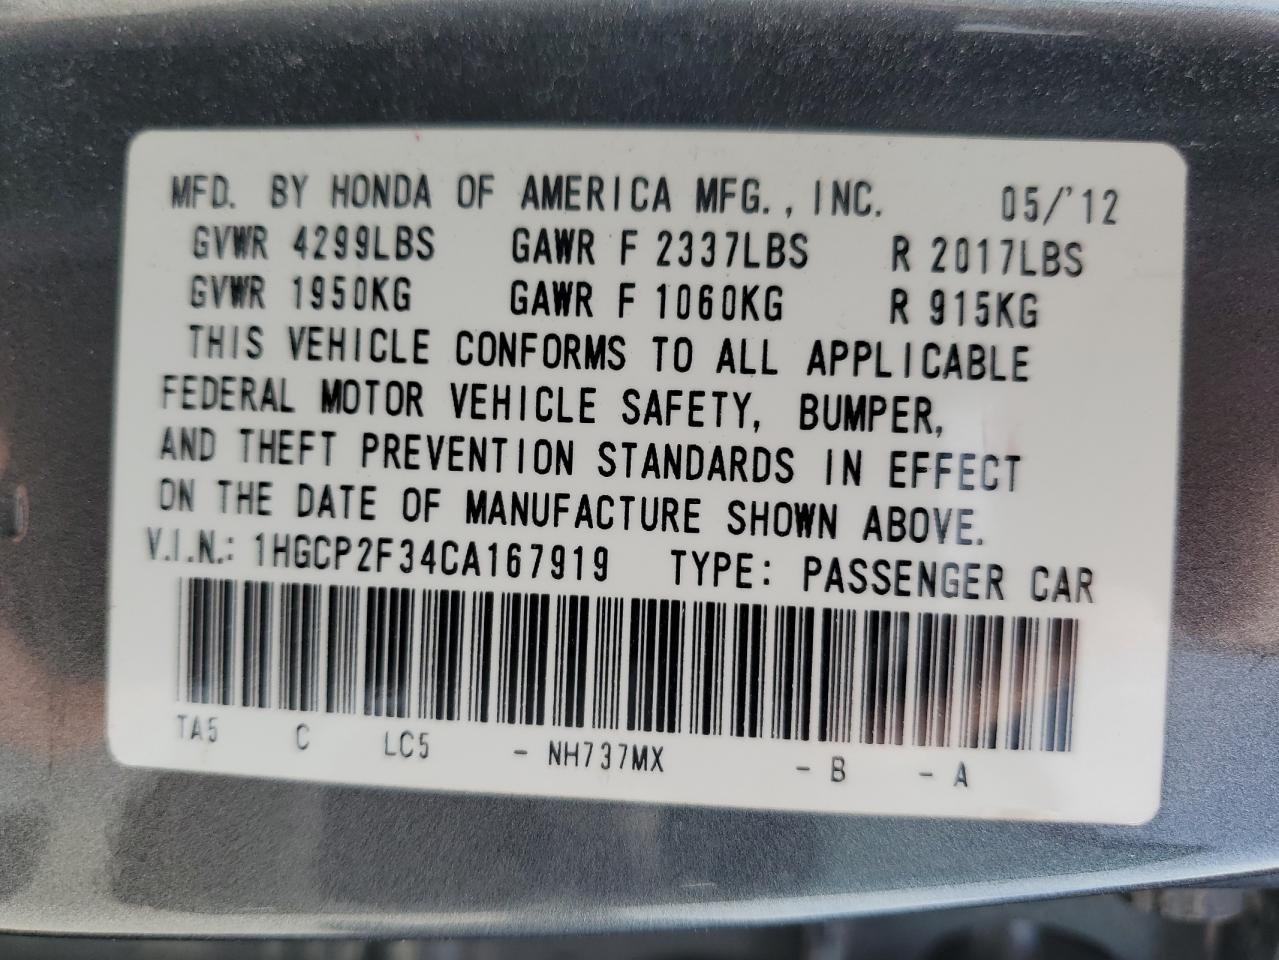 MFD. BY HONDA OF AMERICA MFG., INC. 05/'12
GVWR 4299LBS GAWR F 2337LBS R 2017LBS
GVWR 1950KG GAWR F 1060KG R 915KG
THIS VEHICLE CONFORMS TO ALL APPLICABLE
FEDERAL MOTOR VEHICLE SAFETY, BUMPER,
AND THEFT PREVENTION STANDARDS IN EFFECT
ON THE DATE OF MANUFACTURE SHOWN ABOVE.
V.I.N.: 1HGCP2F34CA167919 TYPE: PASSENGER CAR
TA5 C LC5 - NH737MX - B - A